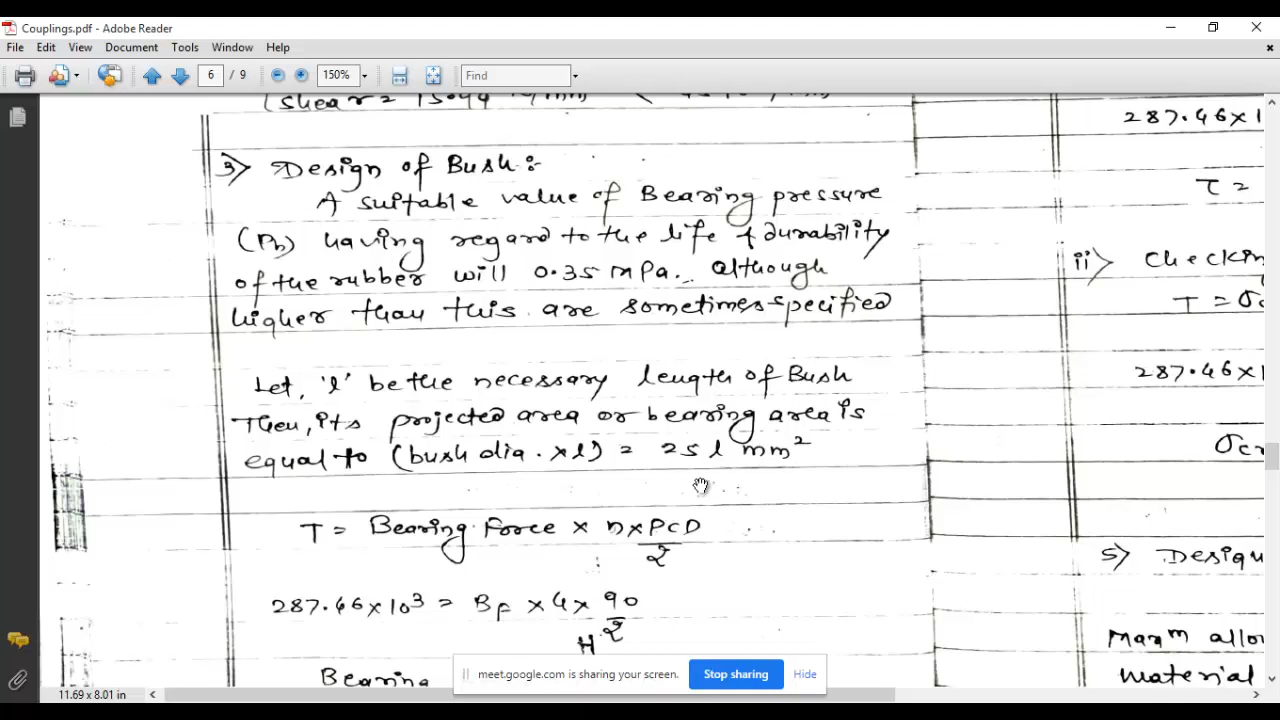 Couplings.pdf - Adobe Reader
File Edit View Document Tools Window Help
6 / 9 150% Find
3) Design of Bush :-
A suitable value of Bearing pressure
(Pb) having regard to the life & durability
of the rubber will 0.35 MPa. although
higher than this are sometimes specified
Let, 'l' be the necessary length of Bush
Then, its projected area or bearing area is
equal to (bush dia. x l) = 25 l mm²
T = Bearing Force x n x PCD
2
287.46 x 10³ = BF x 4 x 90
2
Bearing
287.46 x 1
T =
ii) Checkin
T =
287.46 x 1
5) Design
Maxm allo
material
meet.google.com is sharing your screen. Stop sharing Hide
11.69 x 8.01 in